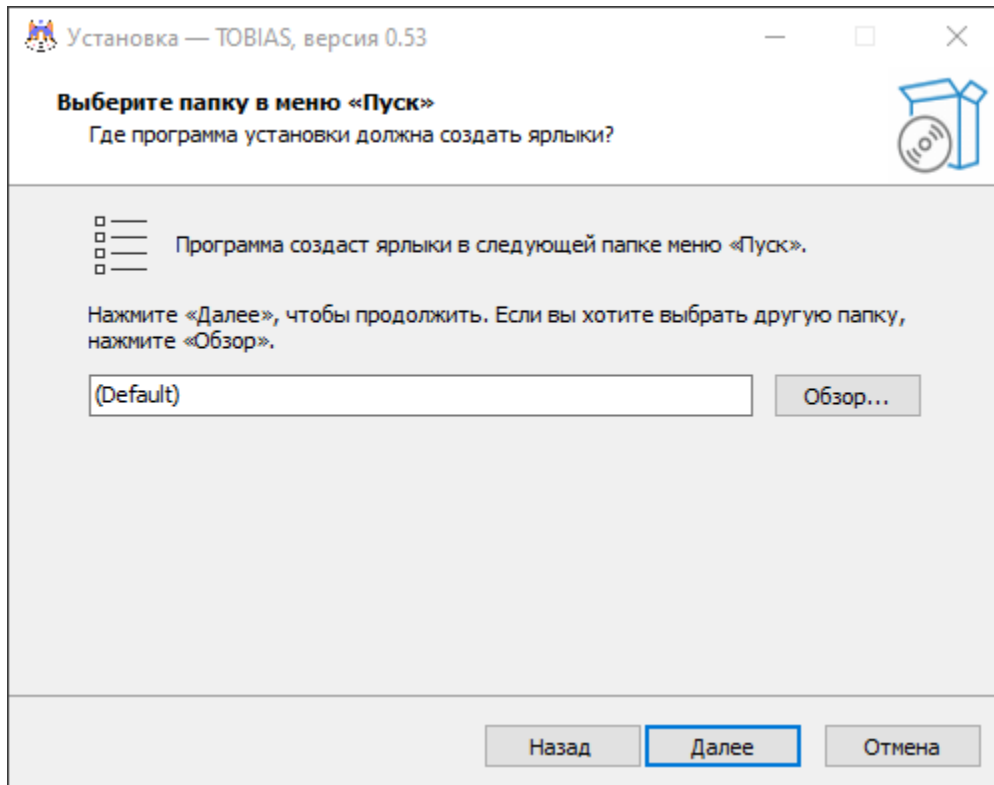 Установка — TOBIAS, версия 0.53
Выберите папку в меню «Пуск»
Где программа установки должна создать ярлыки?
Программа создаст ярлыки в следующей папке меню «Пуск».
Нажмите «Далее», чтобы продолжить. Если вы хотите выбрать другую папку,
нажмите «Обзор».
(Default)
Обзор...
Назад
Далее
Отмена